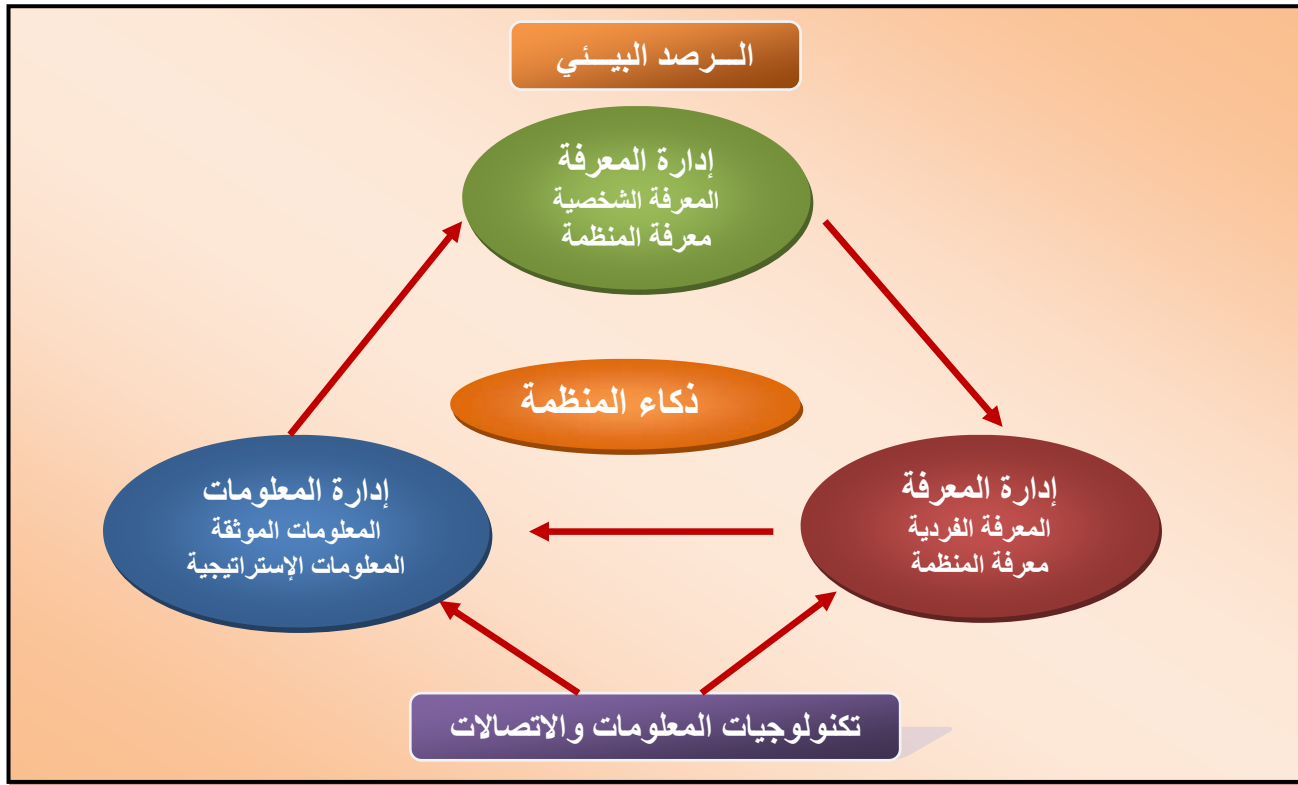 الـــرصد البيـــئي
إدارة المعرفة
المعرفة الشخصية
معرفة المنظمة
ذكاء المنظمة
إدارة المعرفة
المعرفة الفردية
معرفة المنظمة
إدارة المعلومات
المعلومات الموثقة
المعلومات الإستراتيجية
تكنولوجيات المعلومات والاتصالات